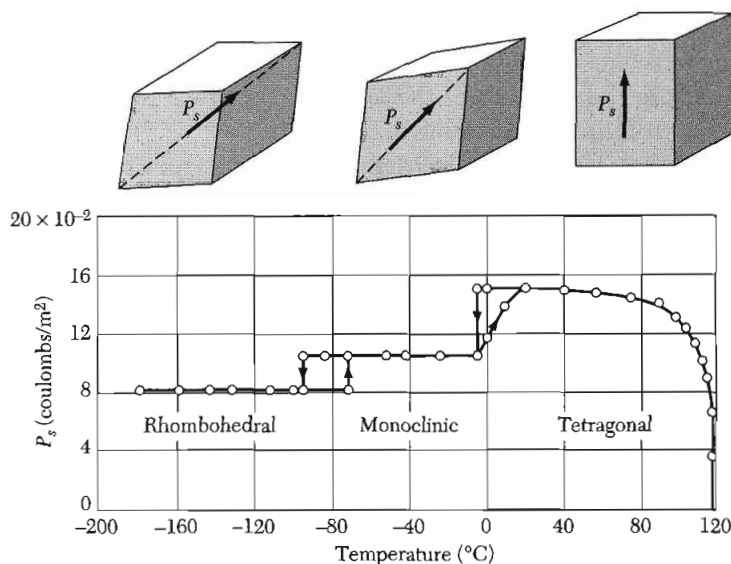 P_s P_s P_s
20 × 10⁻²
16
12
8
4
0
P_s (coulombs/m²)
Rhombohedral Monoclinic Tetragonal
−200 −160 −120 −80 −40 0 40 80 120
Temperature (°C)